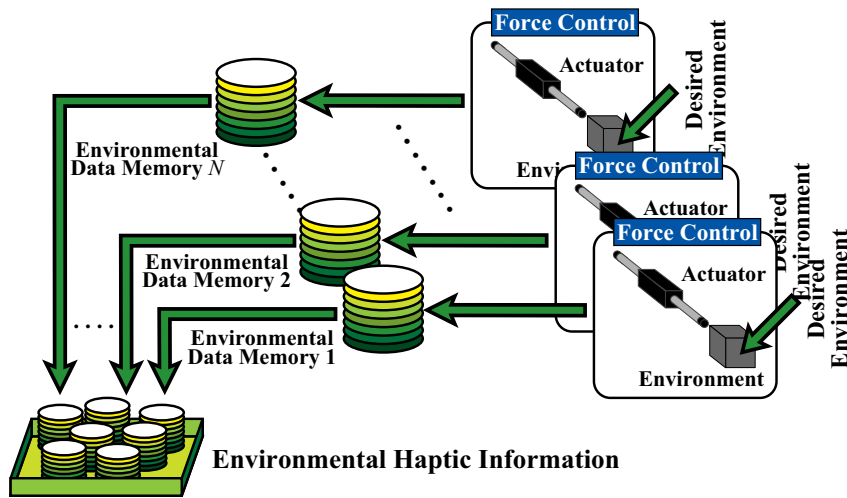 Force Control
Actuator
Desired
Environment
Envi
Environmental
Data Memory N
Force Control
Actuator
Desired
Environment
Environmental
Data Memory 2
Force Control
Actuator
Desired
Environment
Environment
Environmental
Data Memory 1
Environmental Haptic Information